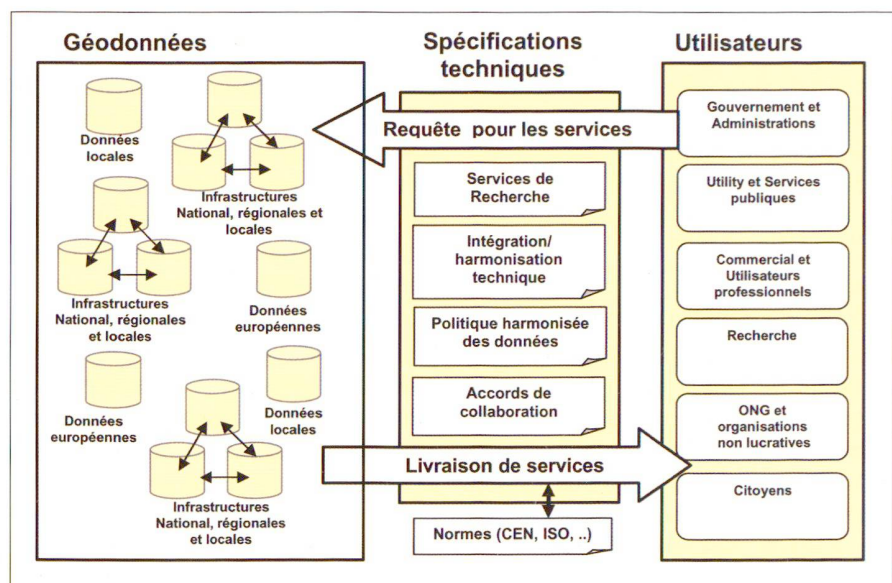 Géodonnées
Données
locales
Infrastructures
National, régionales et
locales
Infrastructures
National, régionales
et locales
Données
européennes
Données
européennes
Données
locales
Infrastructures
National, régionales
et locales
Spécifications
techniques
Requête pour les services
Services de
Recherche
Intégration/
harmonisation
technique
Politique harmonisée
des données
Accords de
collaboration
Livraison de services
Normes (CEN, ISO, ..)
Utilisateurs
Gouvernement et
Administrations
Utility et Services
publiques
Commercial et
Utilisateurs
professionnels
Recherche
ONG et
organisations
non lucratives
Citoyens